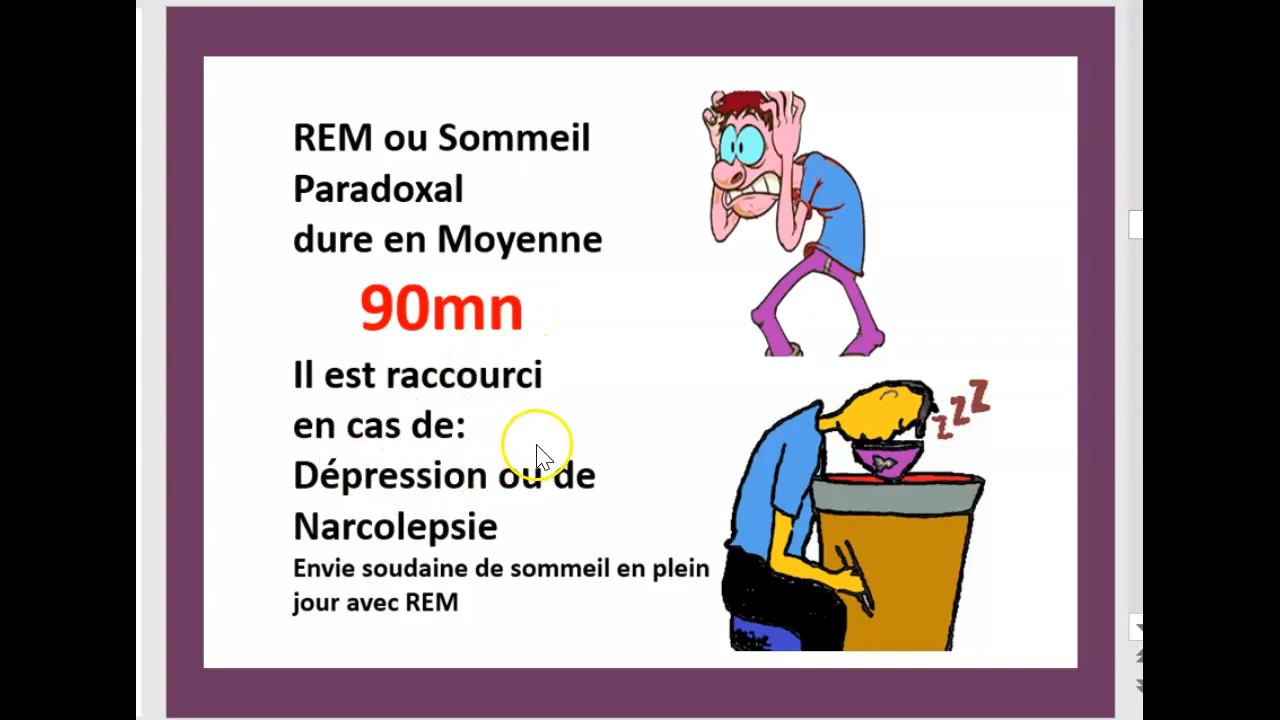 REM ou Sommeil
Paradoxal
dure en Moyenne
90mn
Il est raccourci
en cas de:
Dépression ou de
Narcolepsie
Envie soudaine de sommeil en plein
jour avec REM
zzz